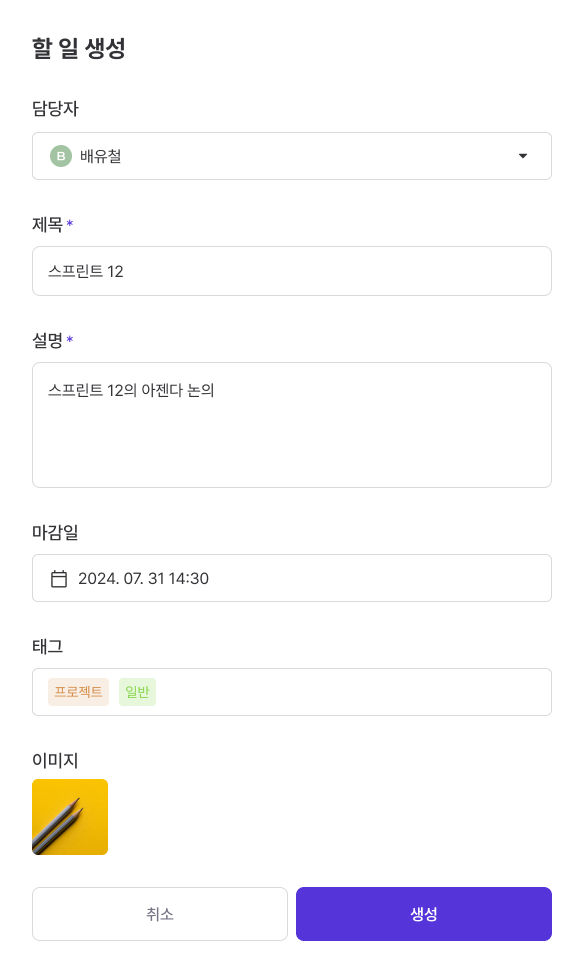 할 일 생성
담당자
B 배유철
제목 *
스프린트 12
설명 *
스프린트 12의 아젠다 논의
마감일
2024. 07. 31 14:30
태그
프로젝트 일반
이미지
취소 생성